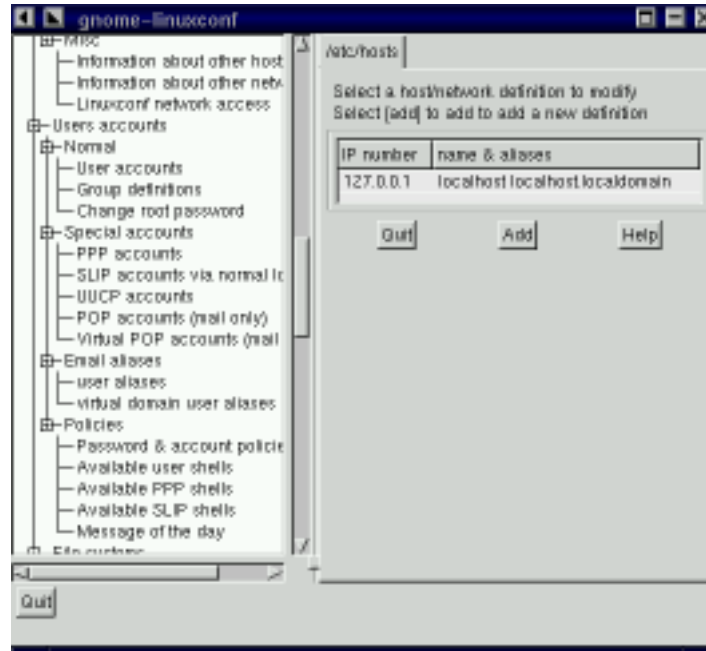 gnome-linuxconf
Misc
Information about other host
Information about other netw
Linuxconf network access
Users accounts
Normal
User accounts
Group definitions
Change root password
Special accounts
PPP accounts
SLIP accounts via normal lo
UUCP accounts
POP accounts (mail only)
Virtual POP accounts (mail
Email aliases
user aliases
virtual domain user aliases
Policies
Password & account policie
Available user shells
Available PPP shells
Available SLIP shells
Message of the day
File systems
Quit
/etc/hosts
Select a host/network definition to modify
Select [add] to add to add a new definition
IP number name & aliases
127.0.0.1 localhost localhost.localdomain
Quit Add Help